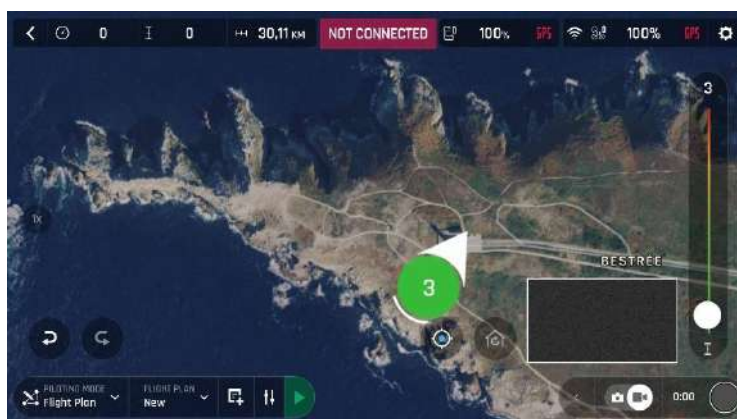 0 0 30,11 KM NOT CONNECTED 100% GPS 100% GPS
3
1x
BESTRÉE
3
PILOTING MODE
Flight Plan
FLIGHT PLAN
New
0:00